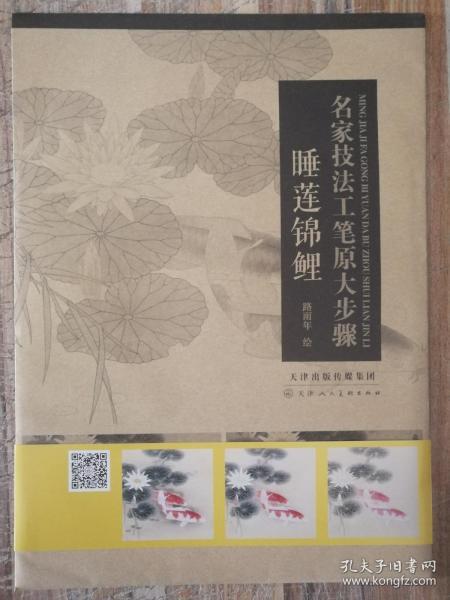 名家技法工笔原大步骤
MING JIA JI FA GONG BI YUAN DA BU ZHOU SHUI LIAN JIN LI
睡莲锦鲤
路雨年 绘
天津出版传媒集团
天津人民美术出版社
孔夫子旧书网
www.kongfz.com